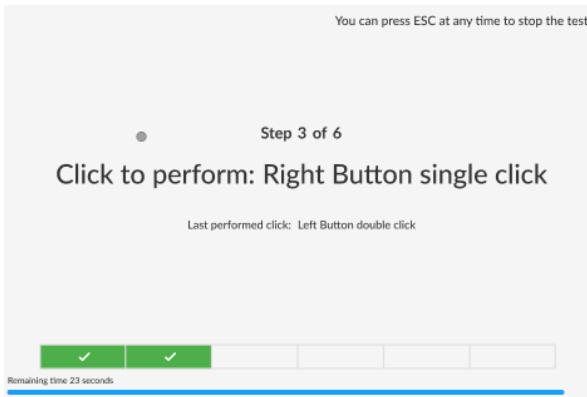 You can press ESC at any time to stop the test
Step 3 of 6
Click to perform: Right Button single click
Last performed click: Left Button double click
Remaining time 23 seconds